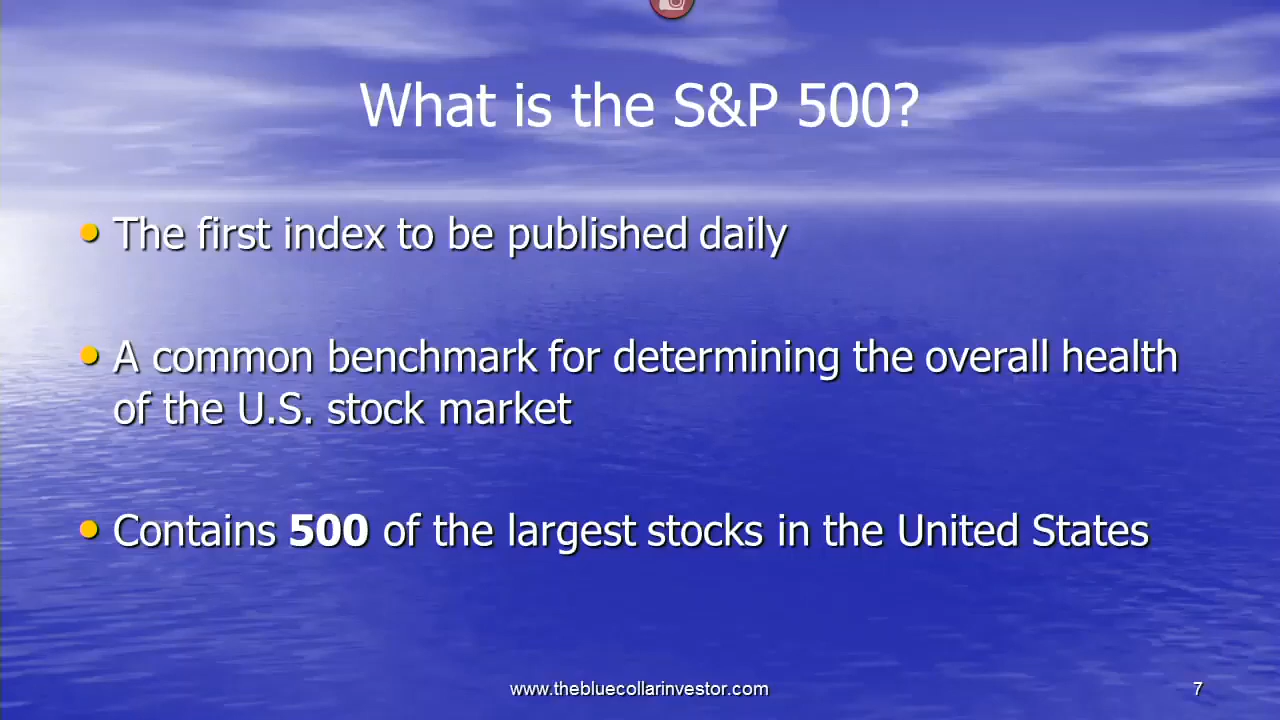 What is the S&P 500?
• The first index to be published daily
• A common benchmark for determining the overall health
of the U.S. stock market
• Contains 500 of the largest stocks in the United States
www.thebluecollarinvestor.com
7